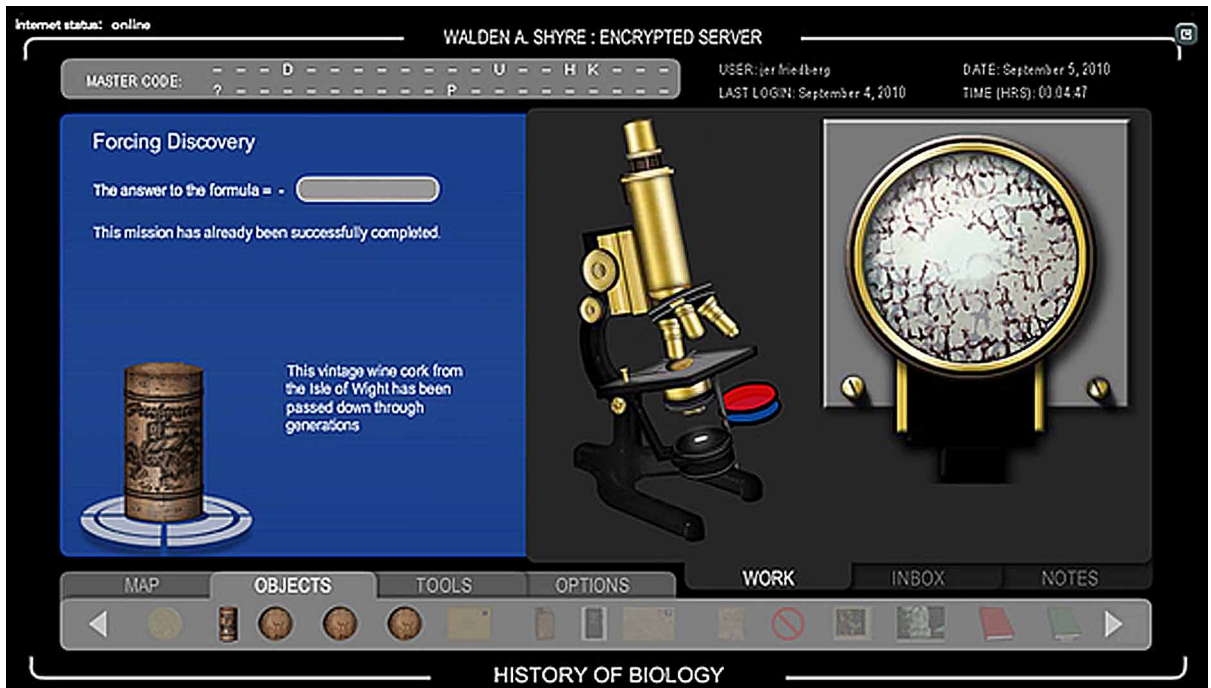 Internet status: online
WALDEN A. SHYRE : ENCRYPTED SERVER
MASTER CODE:
- - - D - - - - - - - - - U - - H K - - -
? - - - - - - - - - - P - - - - - - - - -
USER: jer friedberg
DATE: September 5, 2010
LAST LOGIN: September 4, 2010
TIME (HRS): 00:04:47
Forcing Discovery
The answer to the formula = -
This mission has already been successfully completed.
This vintage wine cork from
the Isle of Wight has been
passed down through
generations
MAP
OBJECTS
TOOLS
OPTIONS
WORK
INBOX
NOTES
HISTORY OF BIOLOGY